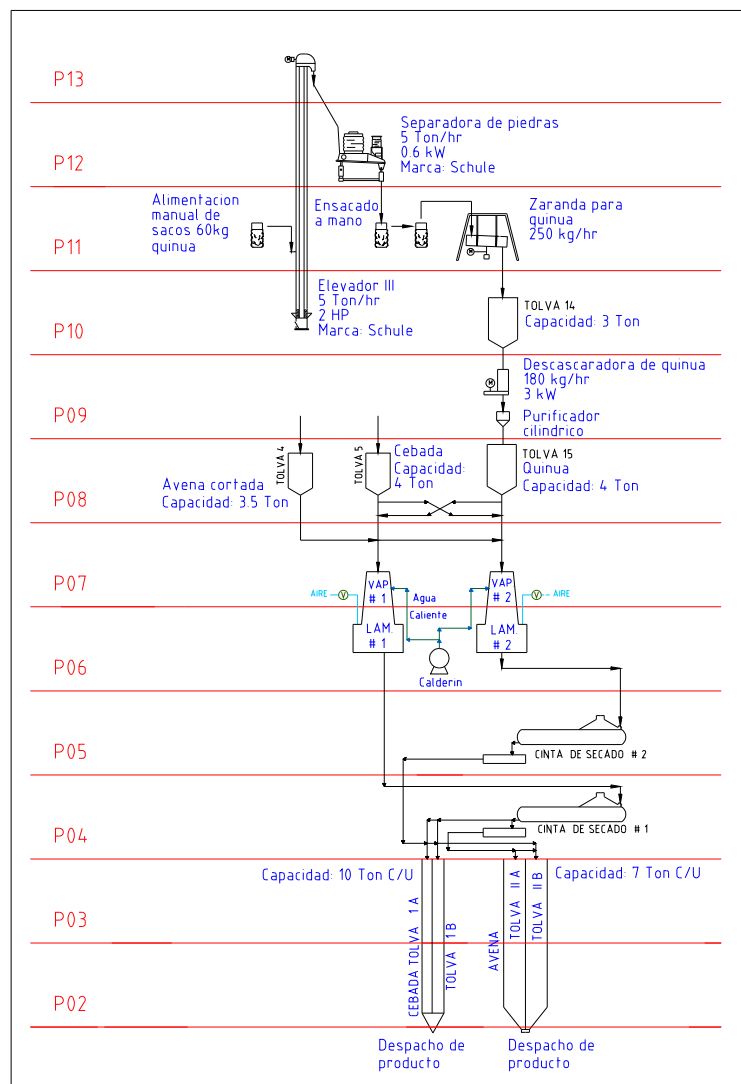 P13
M
P12
Separadora de piedras
5 Ton/hr
0.6 kW
Marca: Schule
P11
Alimentacion
manual de
sacos 60kg
quinua
Ensacado
a mano
Zaranda para
quinua
250 kg/hr
M
P10
Elevador III
5 Ton/hr
2 HP
Marca: Schule
TOLVA 14
Capacidad: 3 Ton
P09
Descascaradora de quinua
180 kg/hr
3 kW
M
Purificador
cilindrico
P08
TOLVA 4
Avena cortada
Capacidad: 3.5 Ton
TOLVA 5
Cebada
Capacidad:
4 Ton
TOLVA 15
Quinua
Capacidad: 4 Ton
P07
AIRE
V
VAP
# 1
Agua
Caliente
VAP
# 2
V
AIRE
P06
LAM.
# 1
LAM.
# 2
Calderin
P05
CINTA DE SECADO # 2
P04
CINTA DE SECADO # 1
Capacidad: 10 Ton C/U
Capacidad: 7 Ton C/U
P03
CEBADA TOLVA 1A
TOLVA 1B
AVENA
TOLVA IIA
TOLVA IIB
P02
Despacho de
producto
Despacho de
producto